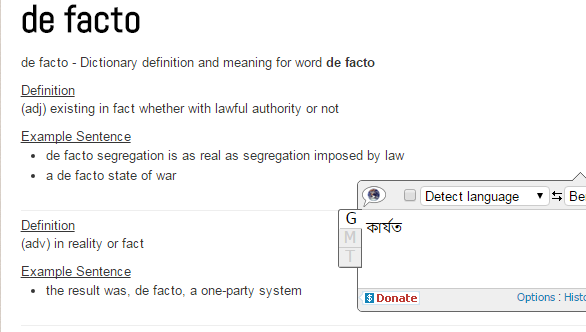 de facto
de facto - Dictionary definition and meaning for word de facto
Definition
(adj) existing in fact whether with lawful authority or not
Example Sentence
de facto segregation is as real as segregation imposed by law
a de facto state of war
Detect language
Definition
(adv) in reality or fact
G
M
T
কার্যত
Example Sentence
the result was, de facto, a one-party system
Donate
Options :